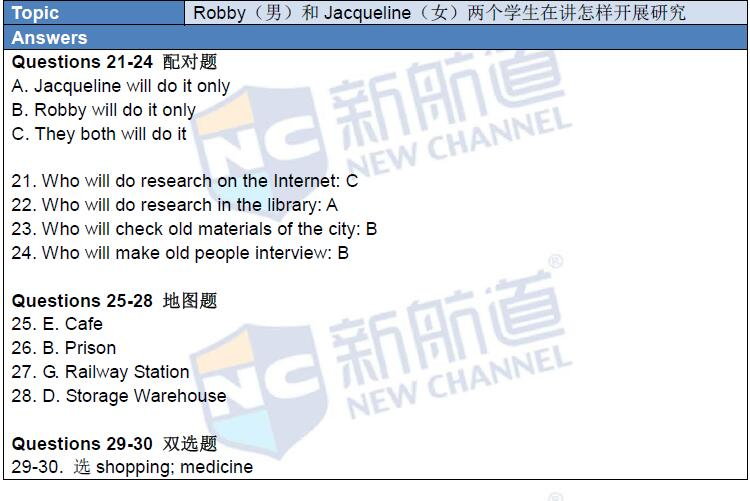 Topic Robby（男）和 Jacqueline（女）两个学生在讲怎样开展研究
Answers
Questions 21-24 配对题
A. Jacqueline will do it only
B. Robby will do it only
C. They both will do it
21. Who will do research on the Internet: C
22. Who will do research in the library: A
23. Who will check old materials of the city: B
24. Who will make old people interview: B
Questions 25-28 地图题
25. E. Cafe
26. B. Prison
27. G. Railway Station
28. D. Storage Warehouse
Questions 29-30 双选题
29-30. 选 shopping; medicine
NC 新航道
NEW CHANNEL
NC 新航道®
NEW CHANNEL